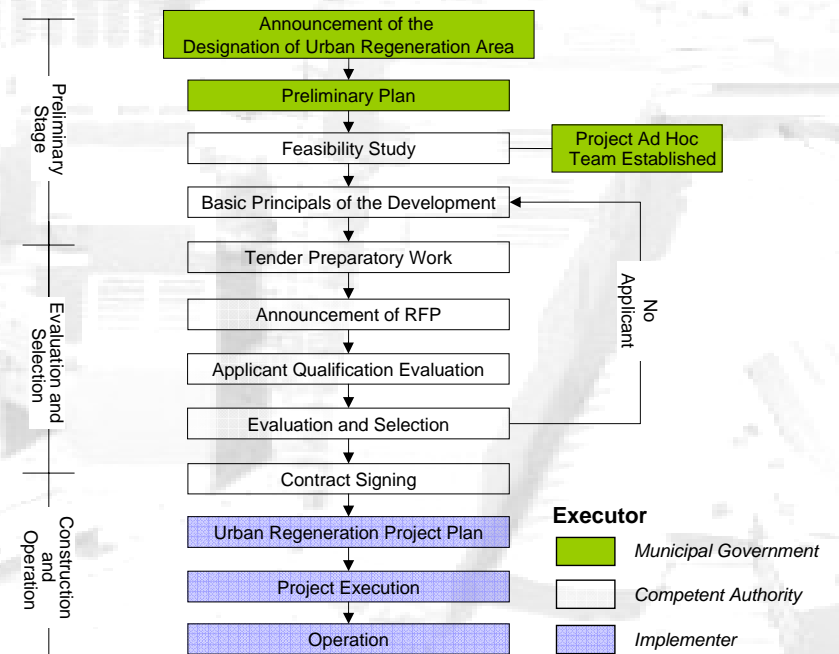 Announcement of the
Designation of Urban Regeneration Area
Preliminary Plan
Feasibility Study
Project Ad Hoc
Team Established
Basic Principals of the Development
Tender Preparatory Work
Announcement of RFP
Applicant Qualification Evaluation
Evaluation and Selection
Contract Signing
Urban Regeneration Project Plan
Project Execution
Operation
No
Applicant
Preliminary
Stage
Evaluation and
Selection
Construction
and
Operation
Executor
Municipal Government
Competent Authority
Implementer